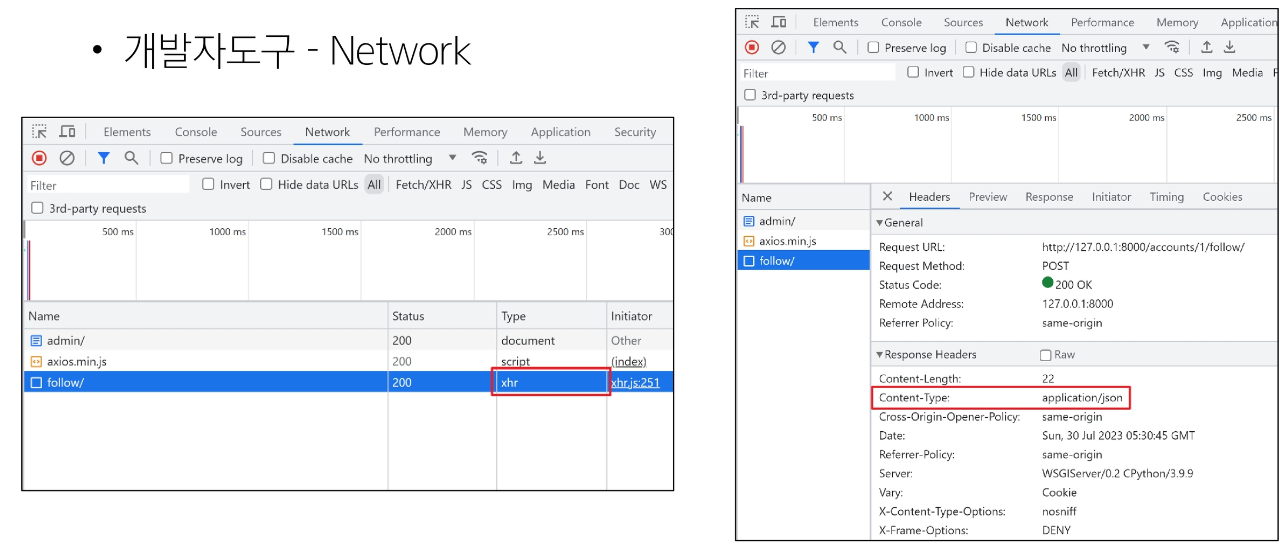 • 개발자도구 - Network
Elements Console Sources Network Performance Memory Application Security
Preserve log Disable cache No throttling
Filter Invert Hide data URLs All Fetch/XHR JS CSS Img Media Font Doc WS
3rd-party requests
500 ms 1000 ms 1500 ms 2000 ms 2500 ms 300
Name Status Type Initiator
admin/ 200 document Other
axios.min.js 200 script (index)
follow/ 200 xhr xhr.js:251
Elements Console Sources Network Performance Memory Application
Preserve log Disable cache No throttling
Filter Invert Hide data URLs All Fetch/XHR JS CSS Img Media F
3rd-party requests
500 ms 1000 ms 1500 ms 2000 ms 2500 ms
Name
admin/
axios.min.js
follow/
Headers Preview Response Initiator Timing Cookies
General
Request URL: http://127.0.0.1:8000/accounts/1/follow/
Request Method: POST
Status Code: 200 OK
Remote Address: 127.0.0.1:8000
Referrer Policy: same-origin
Response Headers Raw
Content-Length: 22
Content-Type: application/json
Cross-Origin-Opener-Policy: same-origin
Date: Sun, 30 Jul 2023 05:30:45 GMT
Referrer-Policy: same-origin
Server: WSGIServer/0.2 CPython/3.9.9
Vary: Cookie
X-Content-Type-Options: nosniff
X-Frame-Options: DENY